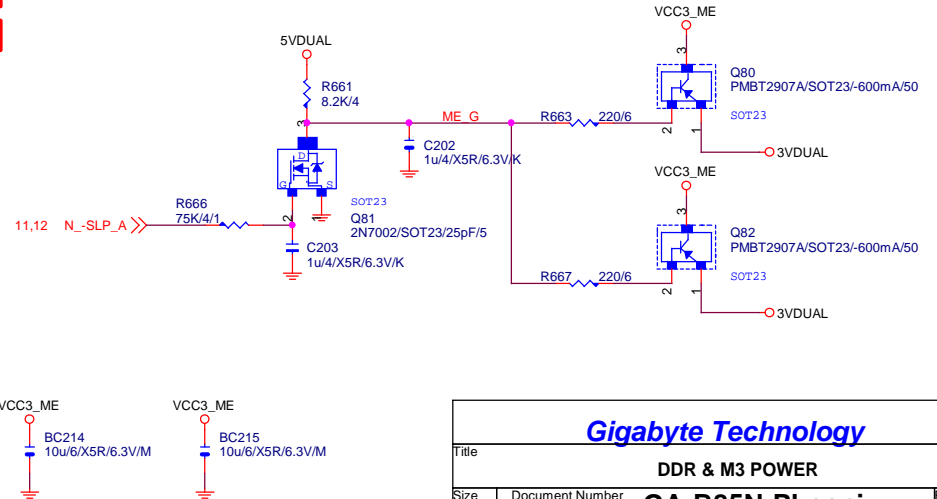 VCC3_ME
5VDUAL
3
Q80
PMBT2907A/SOT23/-600mA/50
SOT23
R661
8.2K/4
3
ME_G
R663
220/6
2
1
3VDUAL
C202
1u/4/X5R/6.3V/K
D
G
S
VCC3_ME
R666
75K/4/1
11,12
N_-SLP_A
2
1
SOT23
Q81
2N7002/SOT23/25pF/5
3
Q82
PMBT2907A/SOT23/-600mA/50
SOT23
C203
1u/4/X5R/6.3V/K
R667
220/6
2
1
3VDUAL
VCC3_ME
VCC3_ME
BC214
10u/6/X5R/6.3V/M
BC215
10u/6/X5R/6.3V/M
Gigabyte Technology
Title
DDR & M3 POWER
Size
Document Number